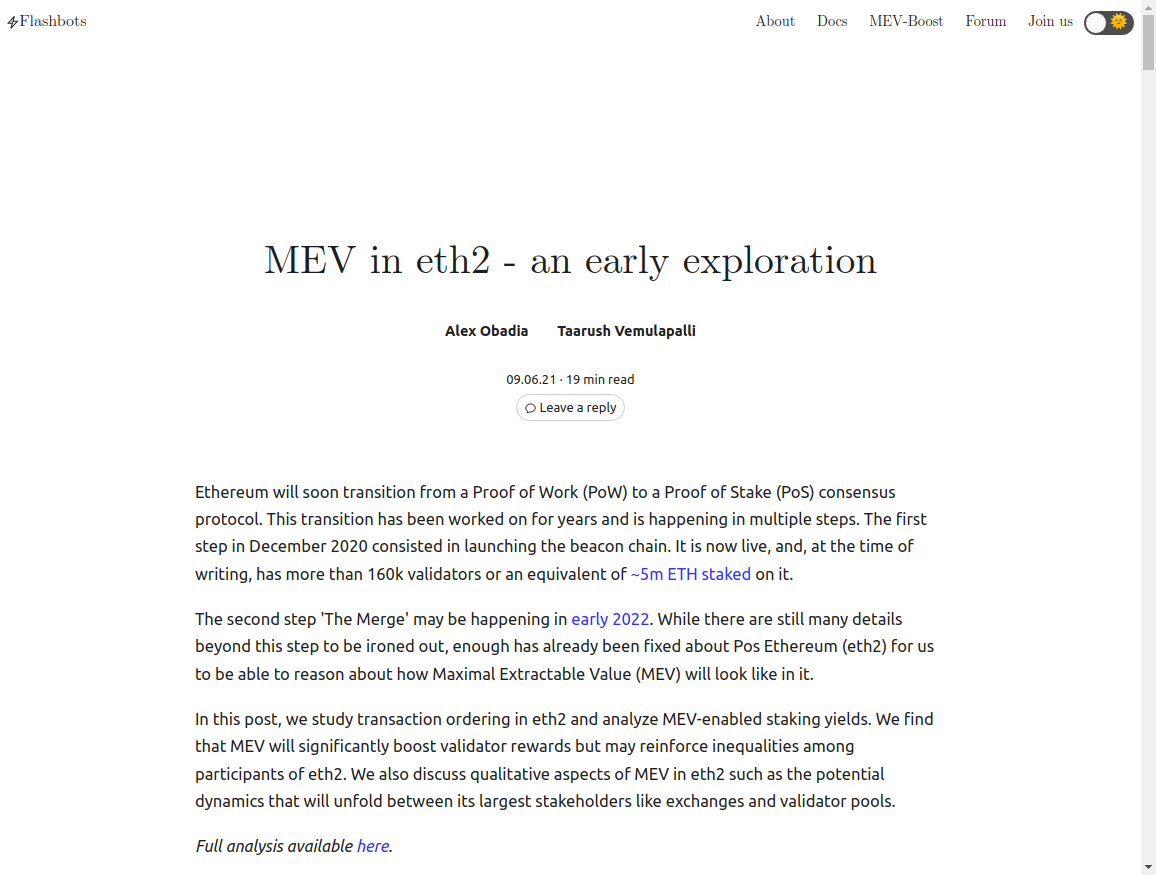 Flashbots
About Docs MEV-Boost Forum Join us
MEV in eth2 - an early exploration
Alex Obadia Taarush Vemulapalli
09.06.21 · 19 min read
Leave a reply
Ethereum will soon transition from a Proof of Work (PoW) to a Proof of Stake (PoS) consensus
protocol. This transition has been worked on for years and is happening in multiple steps. The first
step in December 2020 consisted in launching the beacon chain. It is now live, and, at the time of
writing, has more than 160k validators or an equivalent of ~5m ETH staked on it.
The second step 'The Merge' may be happening in early 2022. While there are still many details
beyond this step to be ironed out, enough has already been fixed about Pos Ethereum (eth2) for us
to be able to reason about how Maximal Extractable Value (MEV) will look like in it.
In this post, we study transaction ordering in eth2 and analyze MEV-enabled staking yields. We find
that MEV will significantly boost validator rewards but may reinforce inequalities among
participants of eth2. We also discuss qualitative aspects of MEV in eth2 such as the potential
dynamics that will unfold between its largest stakeholders like exchanges and validator pools.
Full analysis available here.